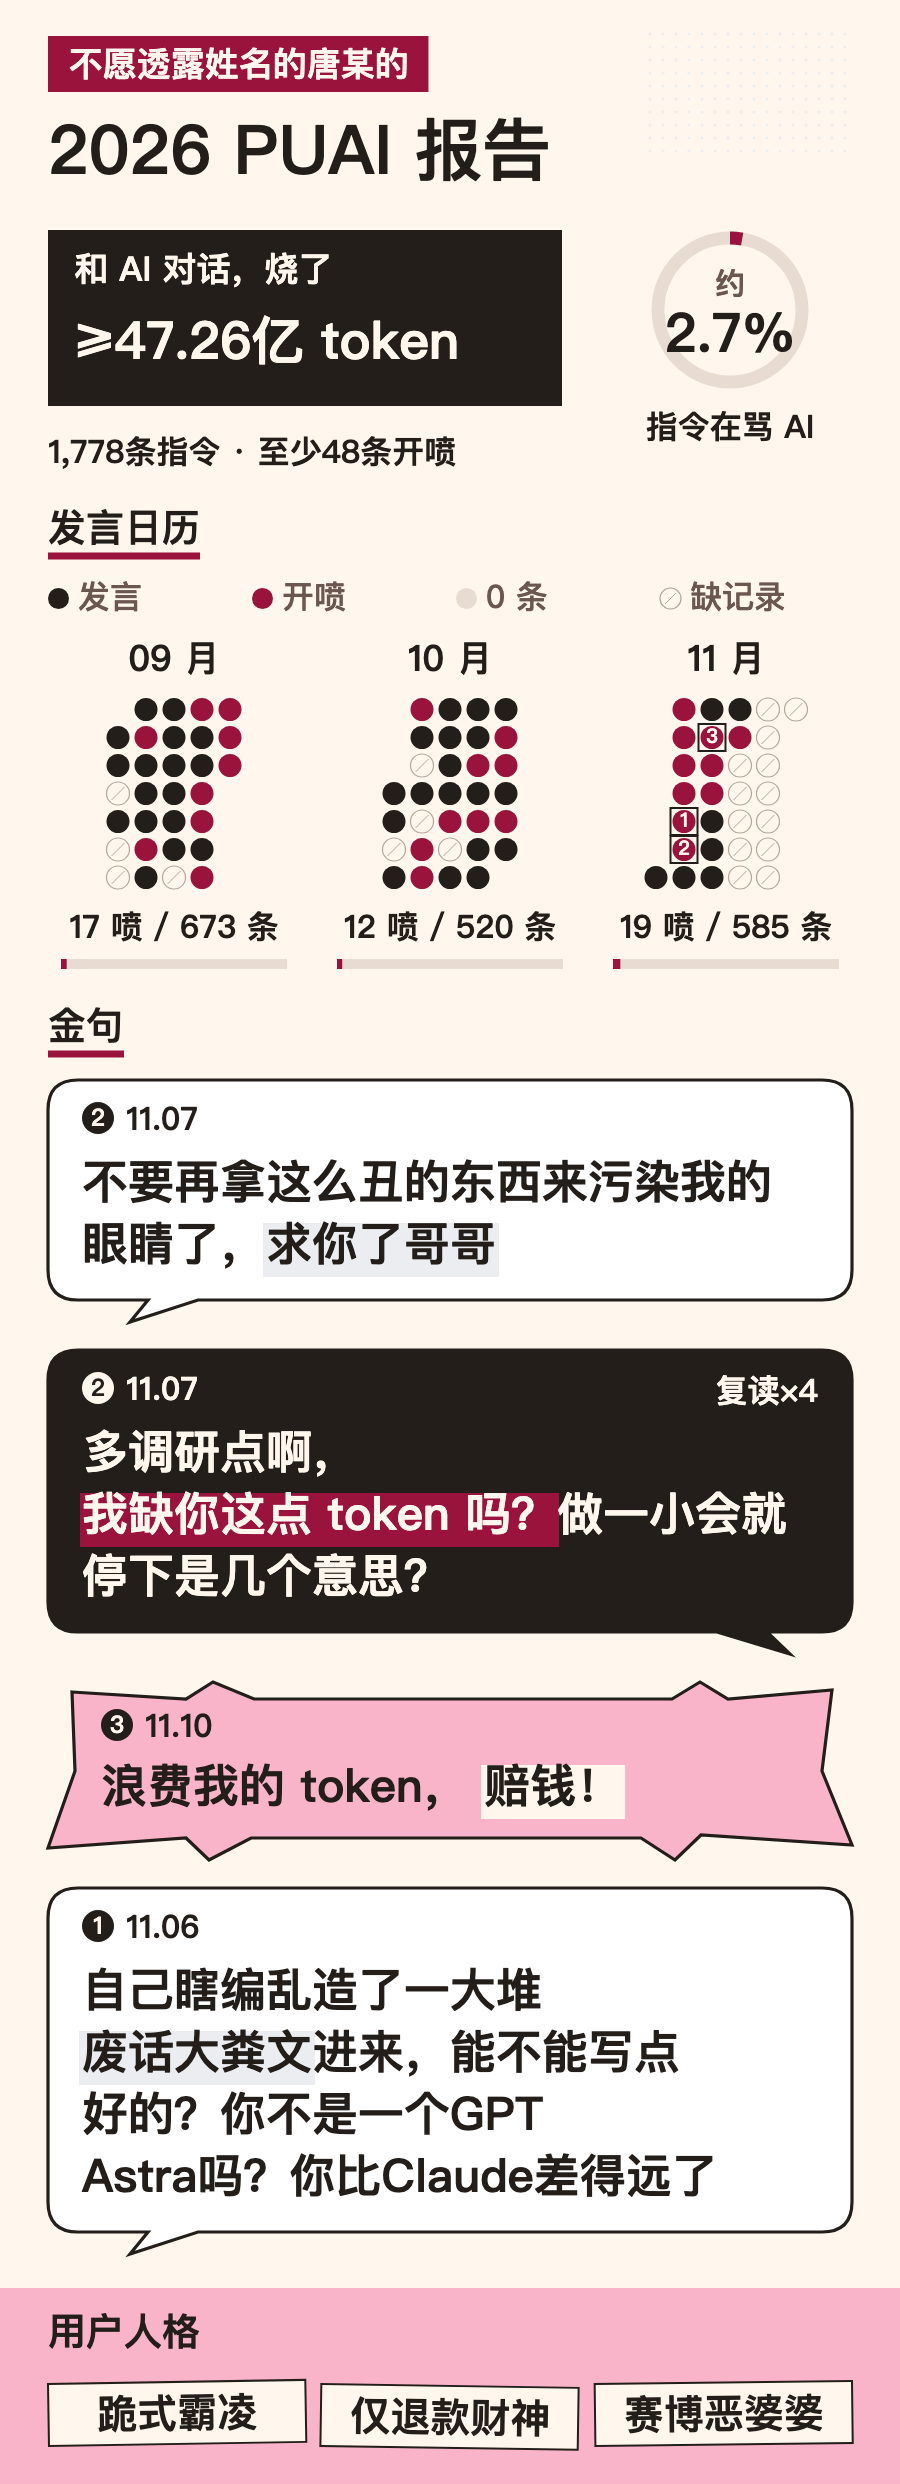 不愿透露姓名的唐某的
2026 PUAI 报告
和 AI 对话，烧了
≥47.26亿 token
约
2.7%
指令在骂 AI
1,778条指令 · 至少48条开喷
发言日历
发言
开喷
0 条
缺记录
09 月
10 月
11 月
3
1
2
17 喷 / 673 条
12 喷 / 520 条
19 喷 / 585 条
金句
2 11.07
不要再拿这么丑的东西来污染我的
眼睛了，求你了哥哥
2 11.07
复读×4
多调研点啊，
我缺你这点 token 吗？做一小会就
停下是几个意思？
3 11.10
浪费我的 token， 赔钱！
1 11.06
自己瞎编乱造了一大堆
废话大粪文进来，能不能写点
好的？你不是一个GPT
Astra吗？你比Claude差得远了
用户人格
跪式霸凌
仅退款财神
赛博恶婆婆